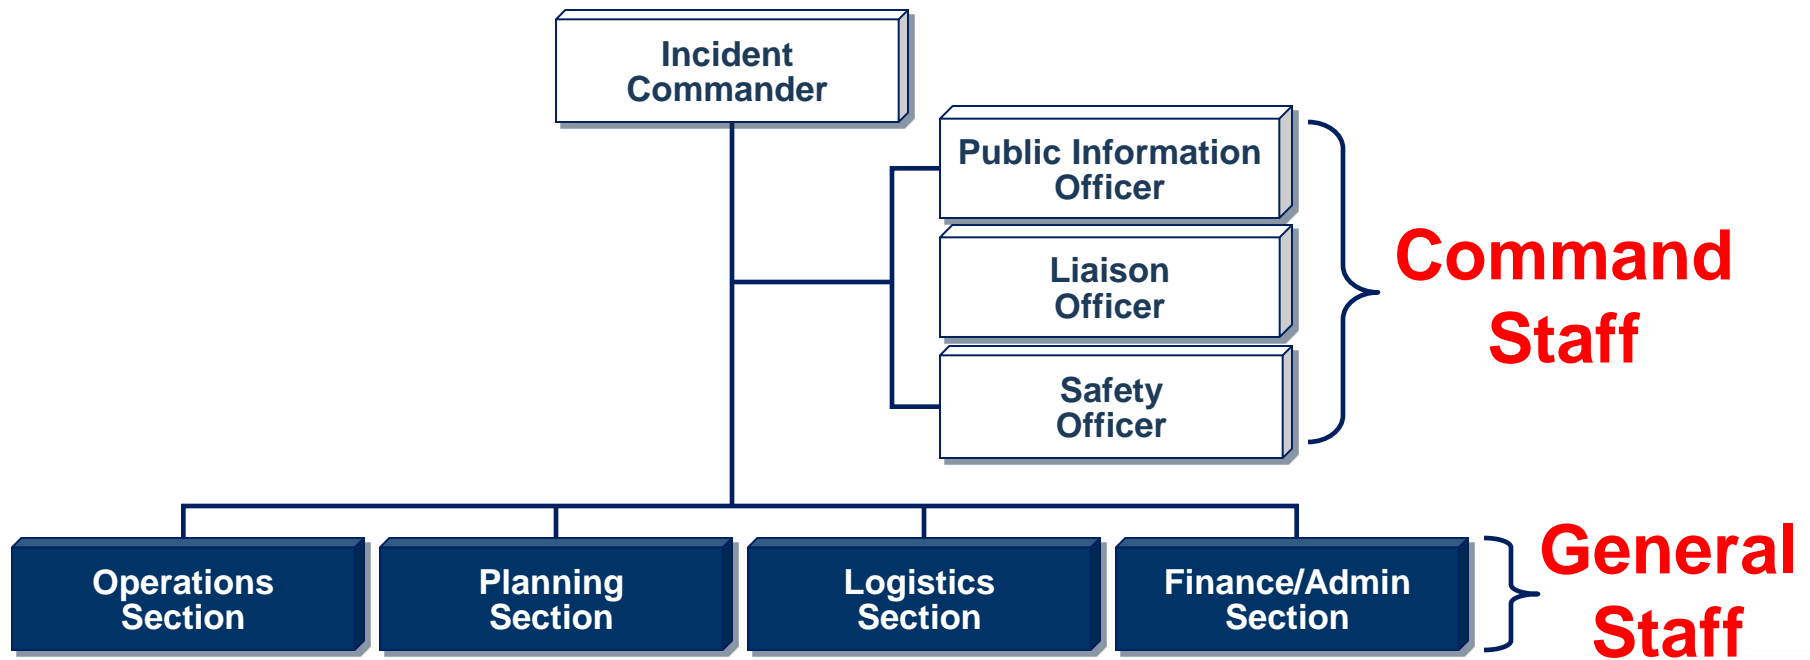 Incident
Commander
Public Information
Officer
Liaison
Officer
Safety
Officer
Command
Staff
Operations
Section
Planning
Section
Logistics
Section
Finance/Admin
Section
General
Staff